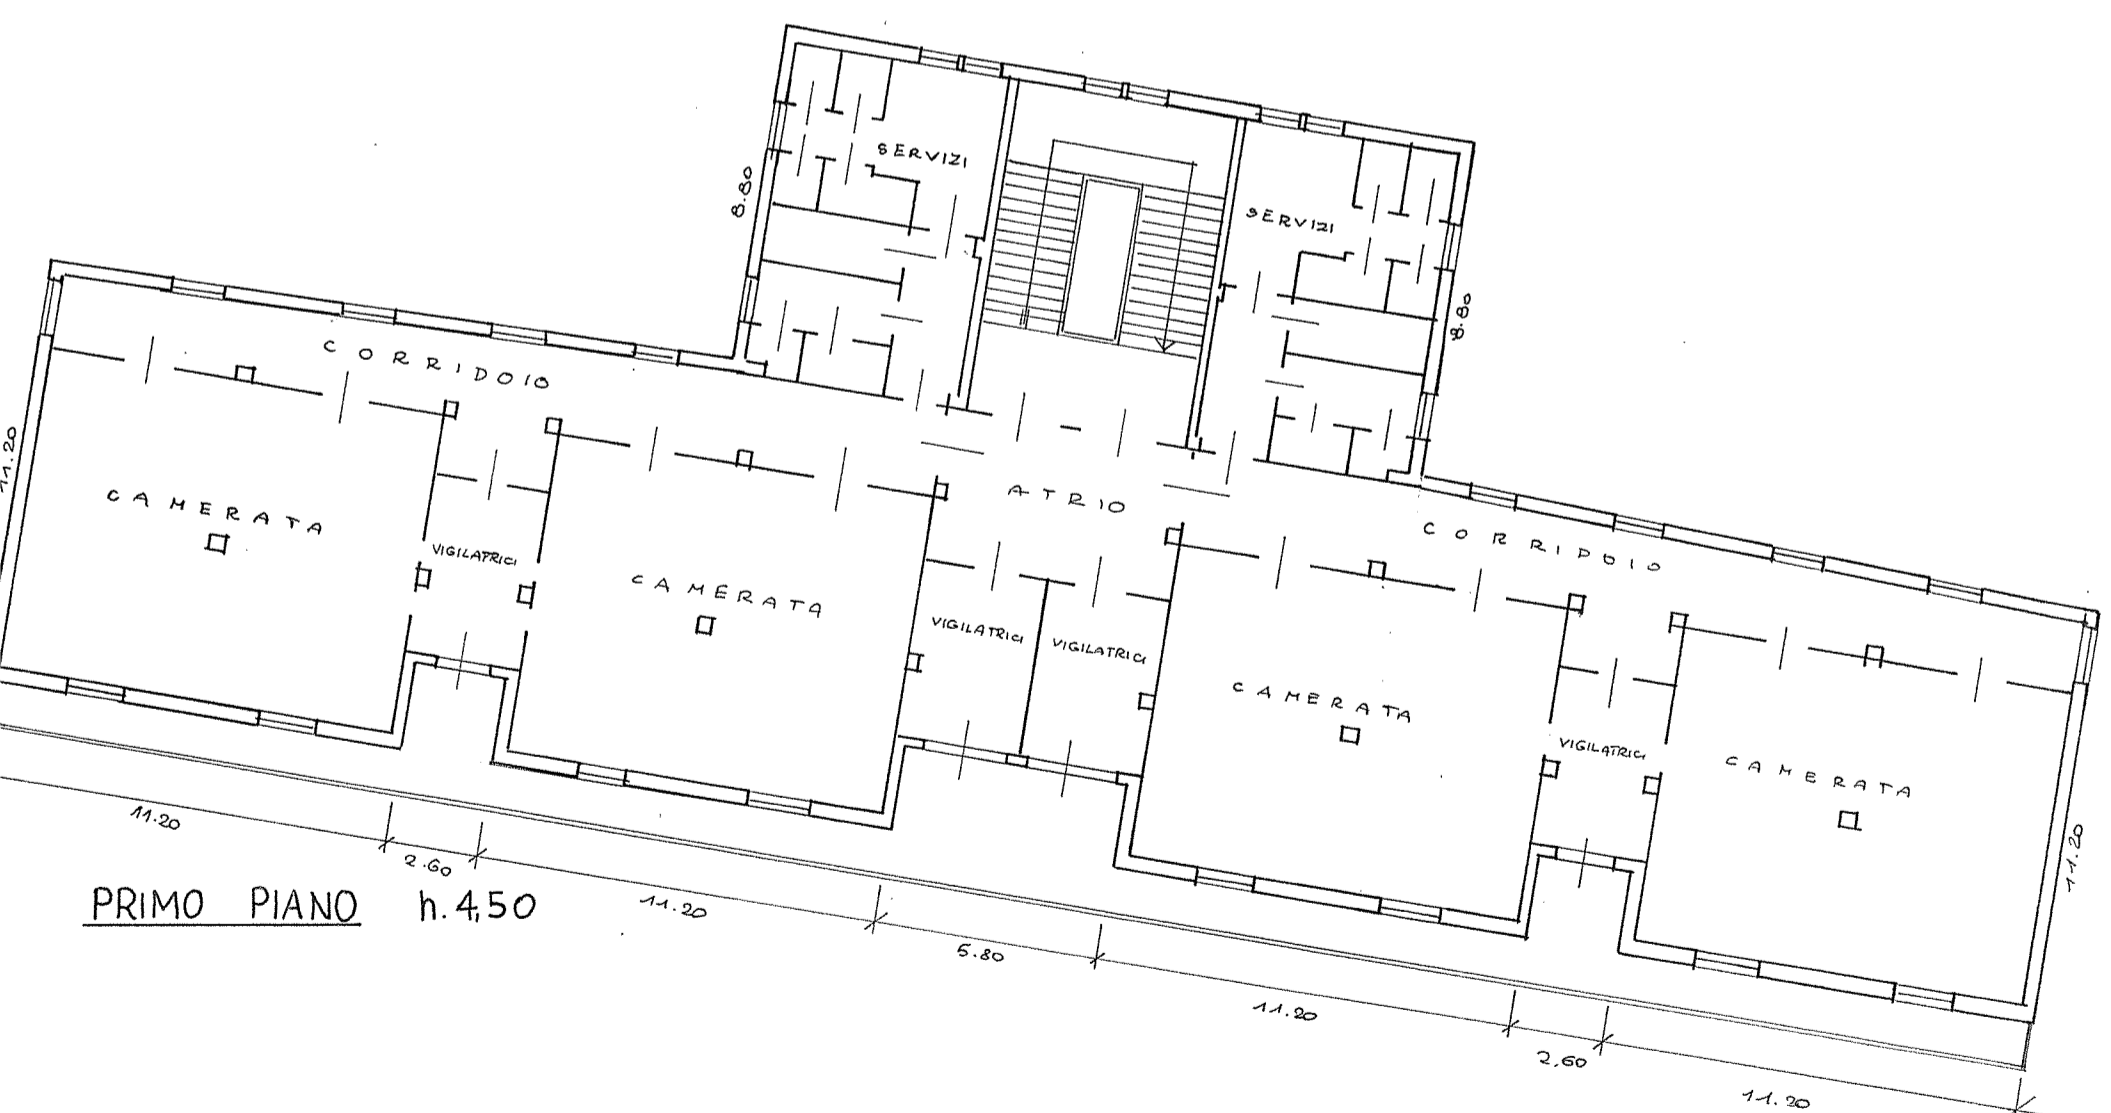 SERVIZI
8.80
SERVIZI
8.80
CORRIDOIO
11.20
CAMERATA
VIGILATRICI
CAMERATA
ATRIO
VIGILATRICI
VIGILATRICI
CORRIDOIO
CAMERATA
VIGILATRICI
CAMERATA
11.20
11.20
2.60
11.20
5.80
11.20
2,60
11.20
PRIMO PIANO h.4,50